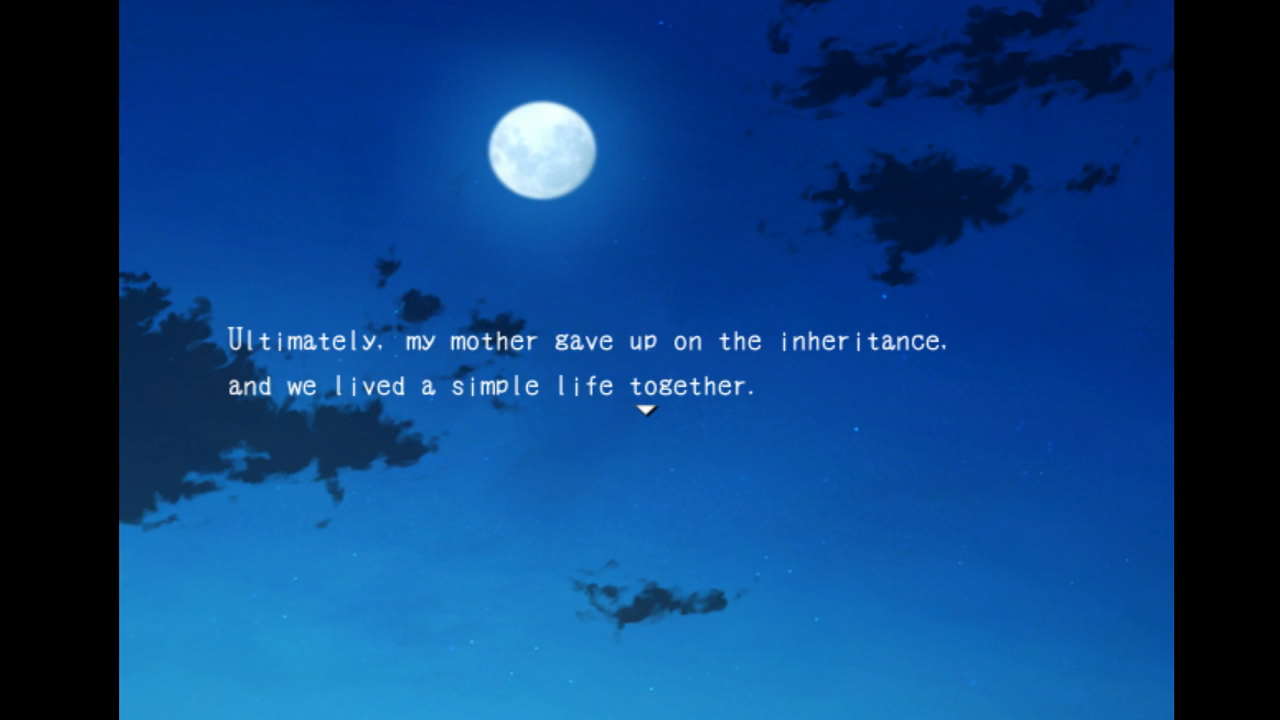 Ultimately, my mother gave up on the inheritance,
and we lived a simple life together.